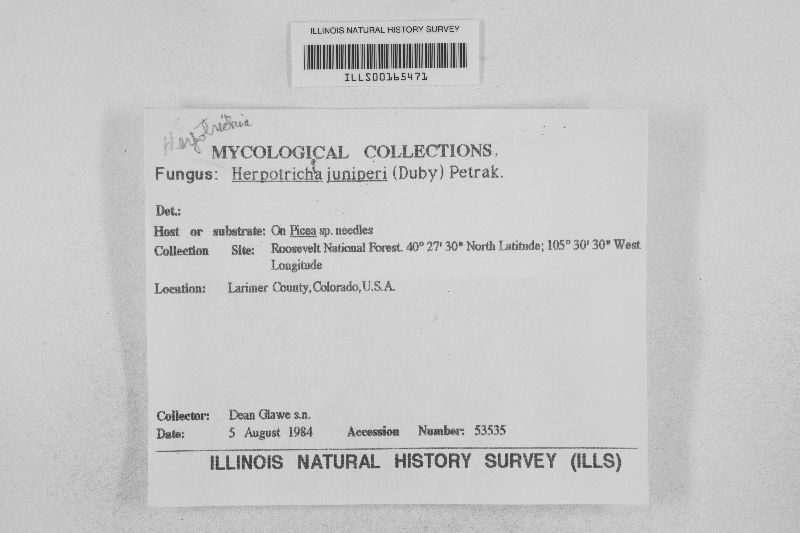 ILLINOIS NATURAL HISTORY SURVEY
ILLS00165471
Herpotrichia
MYCOLOGICAL COLLECTIONS.
Fungus: Herpotrichia juniperi (Duby) Petrak.
Det.:
Host or substrate: On Picea sp. needles
Collection Site: Roosevelt National Forest. 40° 27' 30" North Latitude; 105° 30' 30" West
Longitude
Location: Larimer County, Colorado, U.S.A.
Collector: Dean Glawe s.n.
Date: 5 August 1984 Accession Number: 53535
ILLINOIS NATURAL HISTORY SURVEY (ILLS)